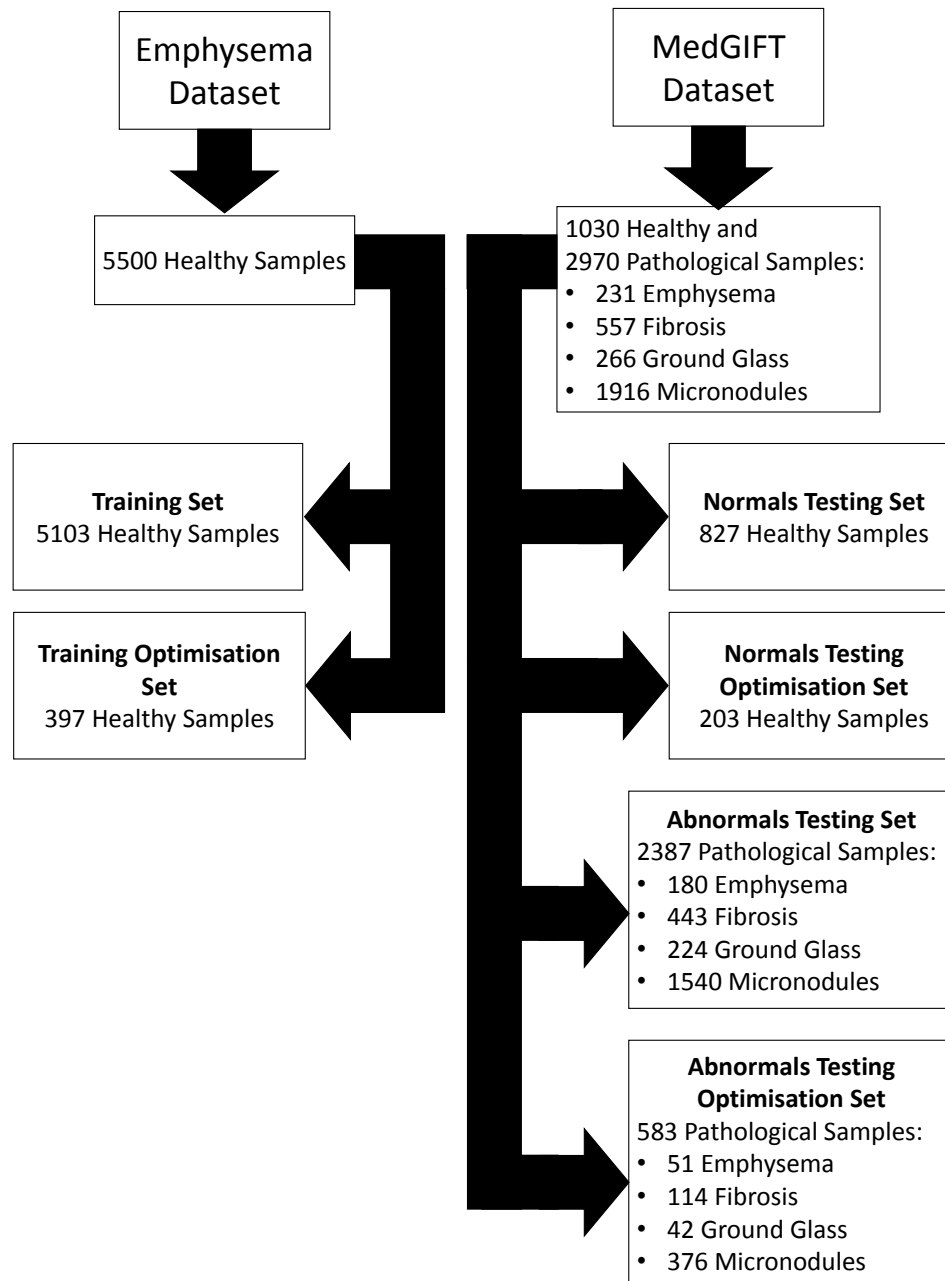 Emphysema
Dataset
MedGIFT
Dataset
5500 Healthy Samples
1030 Healthy and
2970 Pathological Samples:
• 231 Emphysema
• 557 Fibrosis
• 266 Ground Glass
• 1916 Micronodules
Training Set
5103 Healthy Samples
Normals Testing Set
827 Healthy Samples
Training Optimisation
Set
397 Healthy Samples
Normals Testing
Optimisation Set
203 Healthy Samples
Abnormals Testing Set
2387 Pathological Samples:
• 180 Emphysema
• 443 Fibrosis
• 224 Ground Glass
• 1540 Micronodules
Abnormals Testing
Optimisation Set
583 Pathological Samples:
• 51 Emphysema
• 114 Fibrosis
• 42 Ground Glass
• 376 Micronodules